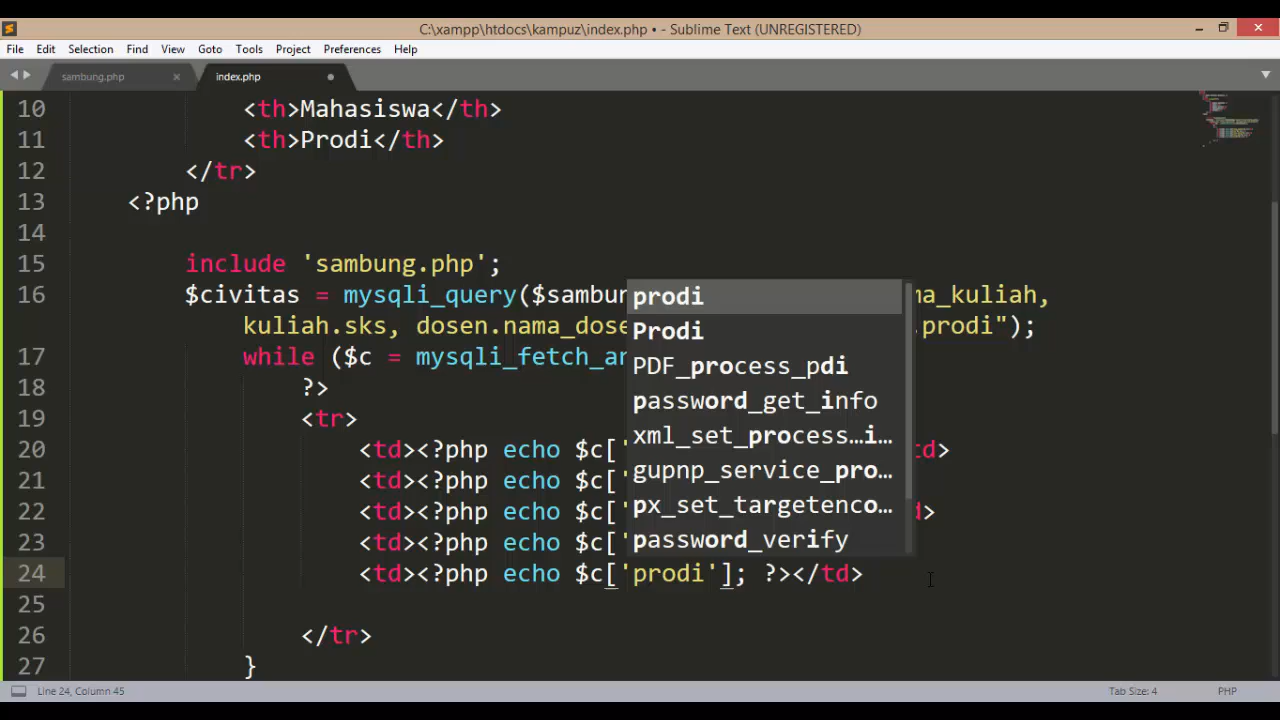 C:\xampp\htdocs\kampuz\index.php • - Sublime Text (UNREGISTERED)
File Edit Selection Find View Goto Tools Project Preferences Help
sambung.php × index.php
10 <th>Mahasiswa</th>
11 <th>Prodi</th>
12 </tr>
13 <?php
14
15 include 'sambung.php';
16 $civitas = mysqli_query($sambun ma_kuliah,
kuliah.sks, dosen.nama_dose .prodi");
17 while ($c = mysqli_fetch_ar
18 ?>
19 <tr>
20 <td><?php echo $c[' td>
21 <td><?php echo $c['
22 <td><?php echo $c[' d>
23 <td><?php echo $c['
24 <td><?php echo $c['prodi']; ?></td>
25
26 </tr>
27 }
prodi
Prodi
PDF_process_pdi
password_get_info
xml_set_process…i…
gupnp_service_pro…
px_set_targetenco…
password_verify
Line 24, Column 45 Tab Size: 4 PHP